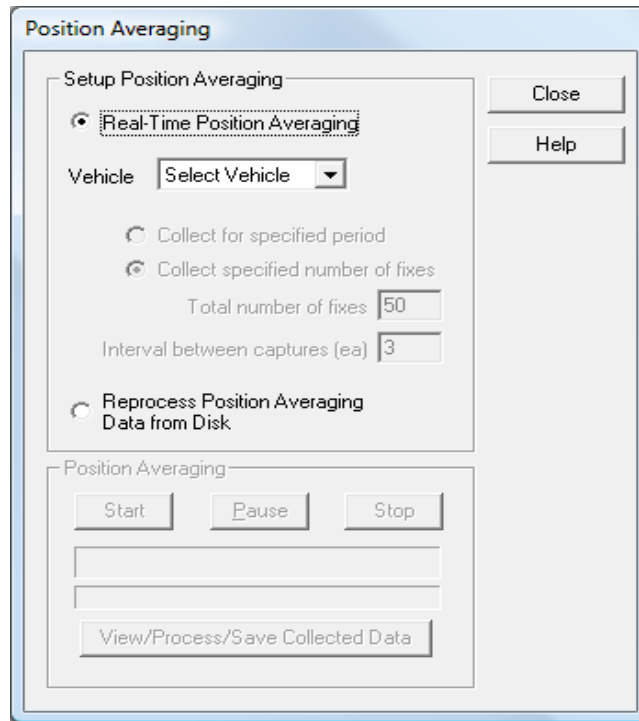 Position Averaging
Setup Position Averaging
Real-Time Position Averaging
Vehicle Select Vehicle
Collect for specified period
Collect specified number of fixes
Total number of fixes 50
Interval between captures (ea) 3
Reprocess Position Averaging
Data from Disk
Close
Help
Position Averaging
Start Pause Stop
View/Process/Save Collected Data